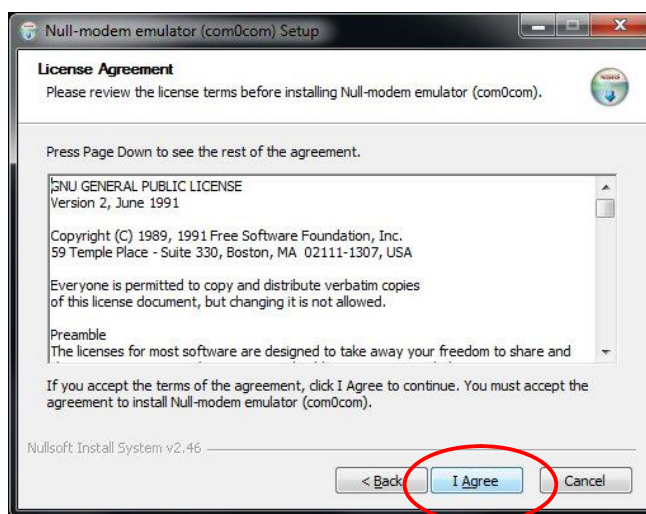 Null-modem emulator (com0com) Setup
License Agreement
Please review the license terms before installing Null-modem emulator (com0com).
Press Page Down to see the rest of the agreement.
GNU GENERAL PUBLIC LICENSE
Version 2, June 1991
Copyright (C) 1989, 1991 Free Software Foundation, Inc.
59 Temple Place - Suite 330, Boston, MA 02111-1307, USA
Everyone is permitted to copy and distribute verbatim copies
of this license document, but changing it is not allowed.
Preamble
The licenses for most software are designed to take away your freedom to share and
If you accept the terms of the agreement, click I Agree to continue. You must accept the
agreement to install Null-modem emulator (com0com).
Nullsoft Install System v2.46
< Back I Agree Cancel